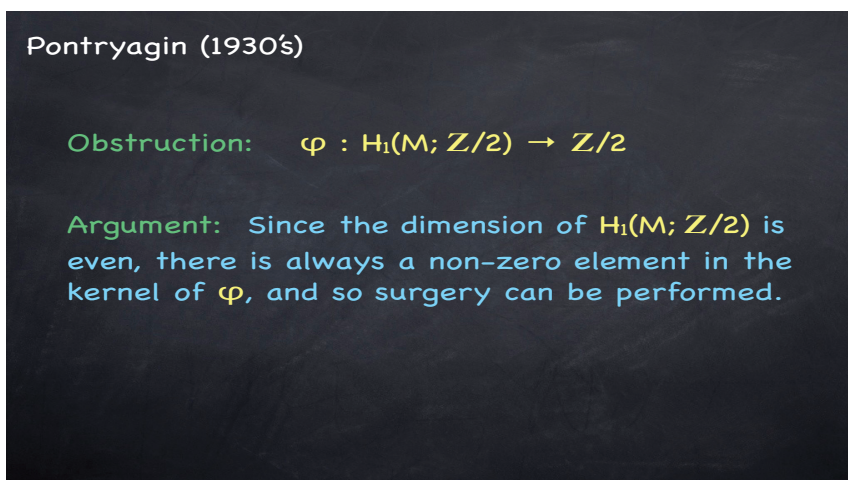 Pontryagin (1930's)
Obstruction: φ : H₁(M; Z/2) → Z/2
Argument: Since the dimension of H₁(M; Z/2) is
even, there is always a non-zero element in the
kernel of φ, and so surgery can be performed.